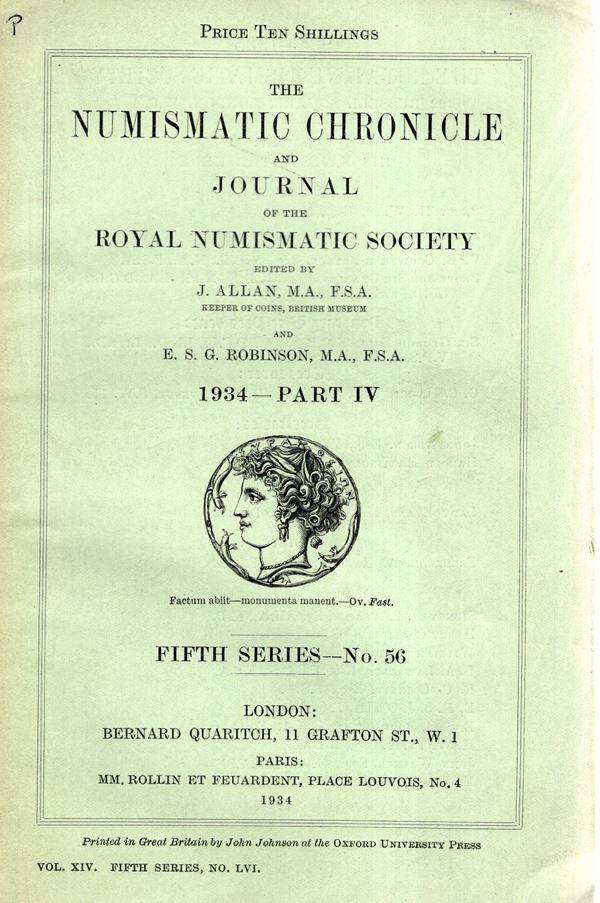 P
PRICE TEN SHILLINGS
THE
NUMISMATIC CHRONICLE
AND
JOURNAL
OF THE
ROYAL NUMISMATIC SOCIETY
EDITED BY
J. ALLAN, M.A., F.S.A.
KEEPER OF COINS, BRITISH MUSEUM
AND
E. S. G. ROBINSON, M.A., F.S.A.
1934—PART IV
Factum abiit—monumenta manent.—Ov. Fast.
FIFTH SERIES—No. 56
LONDON:
BERNARD QUARITCH, 11 GRAFTON ST., W. 1
PARIS:
MM. ROLLIN ET FEUARDENT, PLACE LOUVOIS, No. 4
1934
Printed in Great Britain by John Johnson at the OXFORD UNIVERSITY PRESS
VOL. XIV. FIFTH SERIES, NO. LVI.